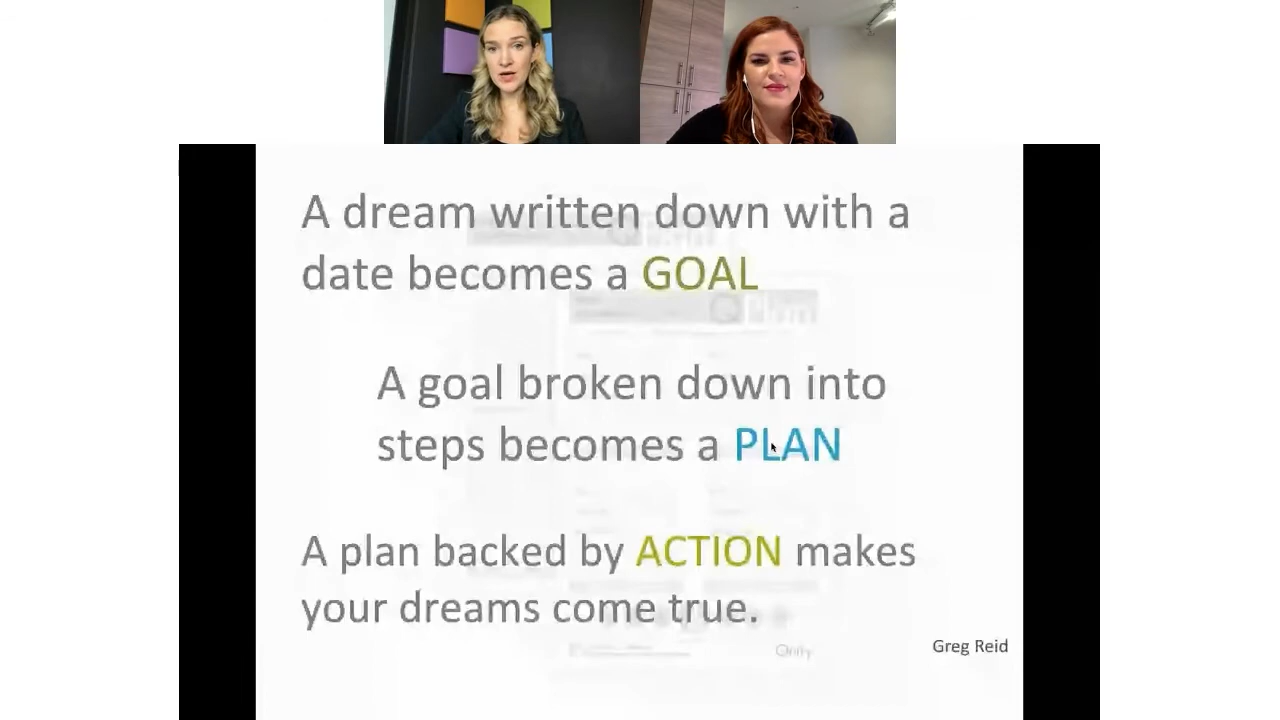 A dream written down with a
date becomes a GOAL
A goal broken down into
steps becomes a PLAN
A plan backed by ACTION makes
your dreams come true.
Greg Reid